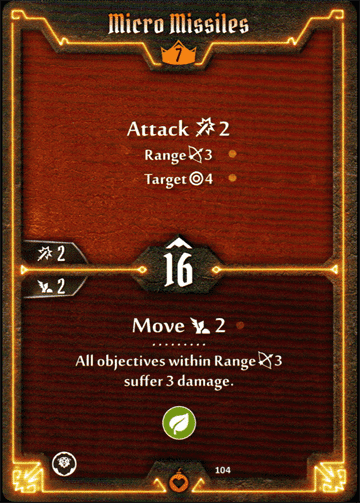 Micro Missiles
7
Attack 2
Range 3
Target 4
2
16
2
Move 2
All objectives within Range 3
suffer 3 damage.
104